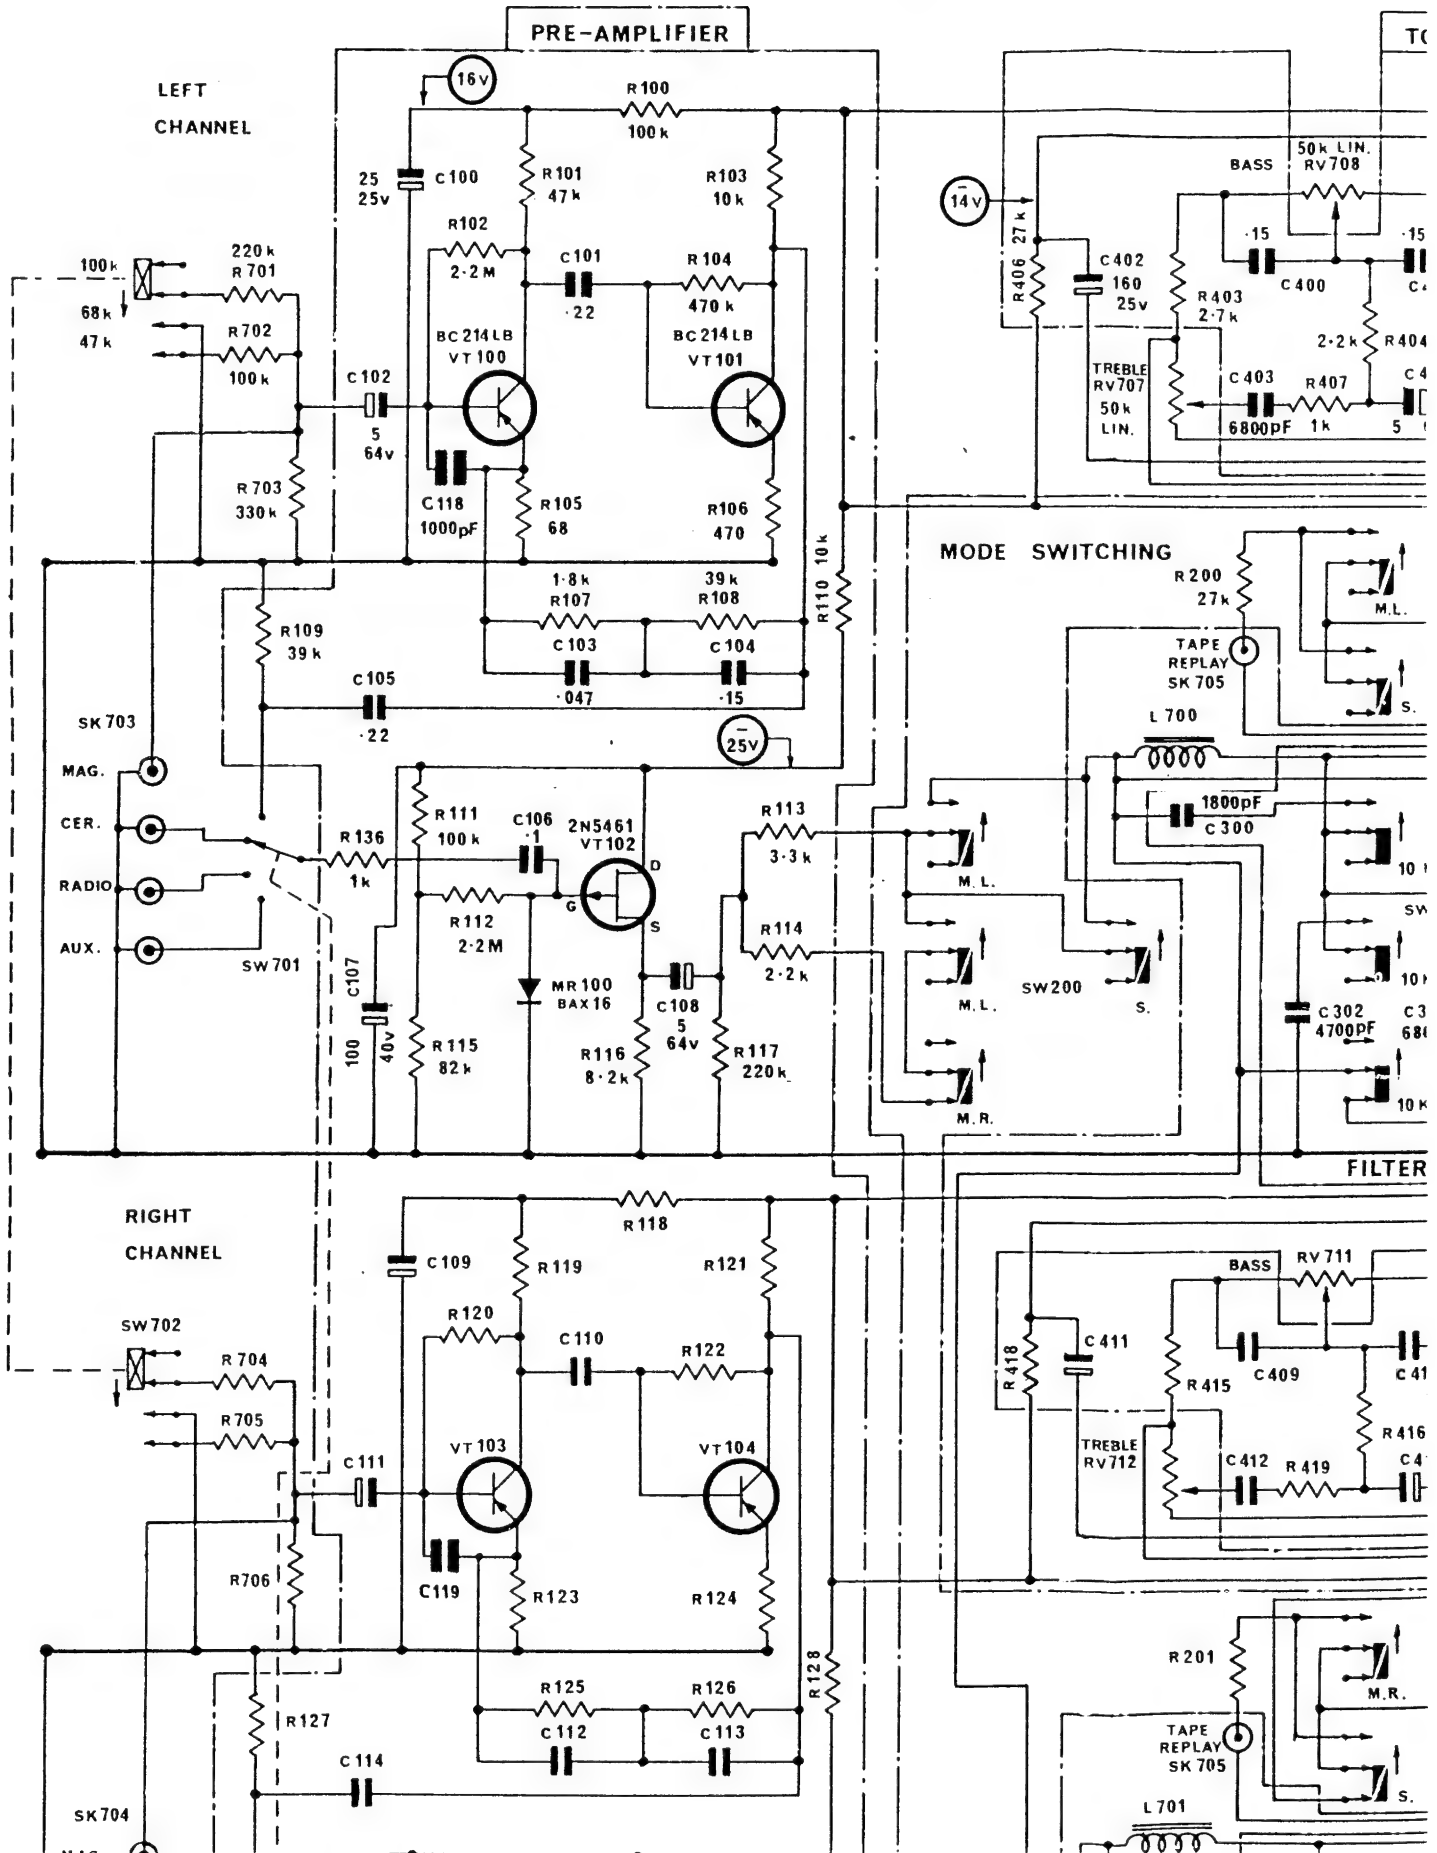 PRE-AMPLIFIER
LEFT
CHANNEL
16v
R100
100k
25
25v
C100
R101
47k
R103
10k
R102
2·2M
C101
·22
R104
470k
BC214LB
VT100
BC214LB
VT101
100k
68k
47k
220k
R701
R702
100k
C102
5
64v
R703
330k
C118
1000pF
R105
68
R106
470
14v
R406 27k
C402
160
25v
BASS
50k LIN.
RV708
·15
C400
·15
R403
2·7k
2·2k
R404
TREBLE
RV707
50k
LIN.
C403
6800pF
R407
1k
5
MODE SWITCHING
R200
27k
M.L.
TAPE
REPLAY
SK705
S.
L700
1800pF
C300
R109
39k
1·8k
R107
39k
R108
C103
·047
C104
·15
R110 10k
C105
·22
25v
SK703
MAG.
CER.
RADIO
AUX.
SW701
R136
1k
R111
100k
C106
·1
2N5461
VT102
D
G
S
R112
2·2M
MR100
BAX16
C107
100
40v
R115
82k
R116
8·2k
C108
5
64v
R117
220k
R113
3·3k
R114
2·2k
M.L.
M.L.
M.R.
SW200
S.
C302
4700PF
10K
FILTER
RIGHT
CHANNEL
R118
C109
R119
R121
R120
C110
R122
VT103
VT104
SW702
R704
R705
C111
R706
C119
R123
R124
R418
C411
BASS
RV711
C409
R415
R416
TREBLE
RV712
C412
R419
R201
M.R.
TAPE
REPLAY
SK705
S.
L701
R127
R125
R126
C112
C113
R128
C114
SK704